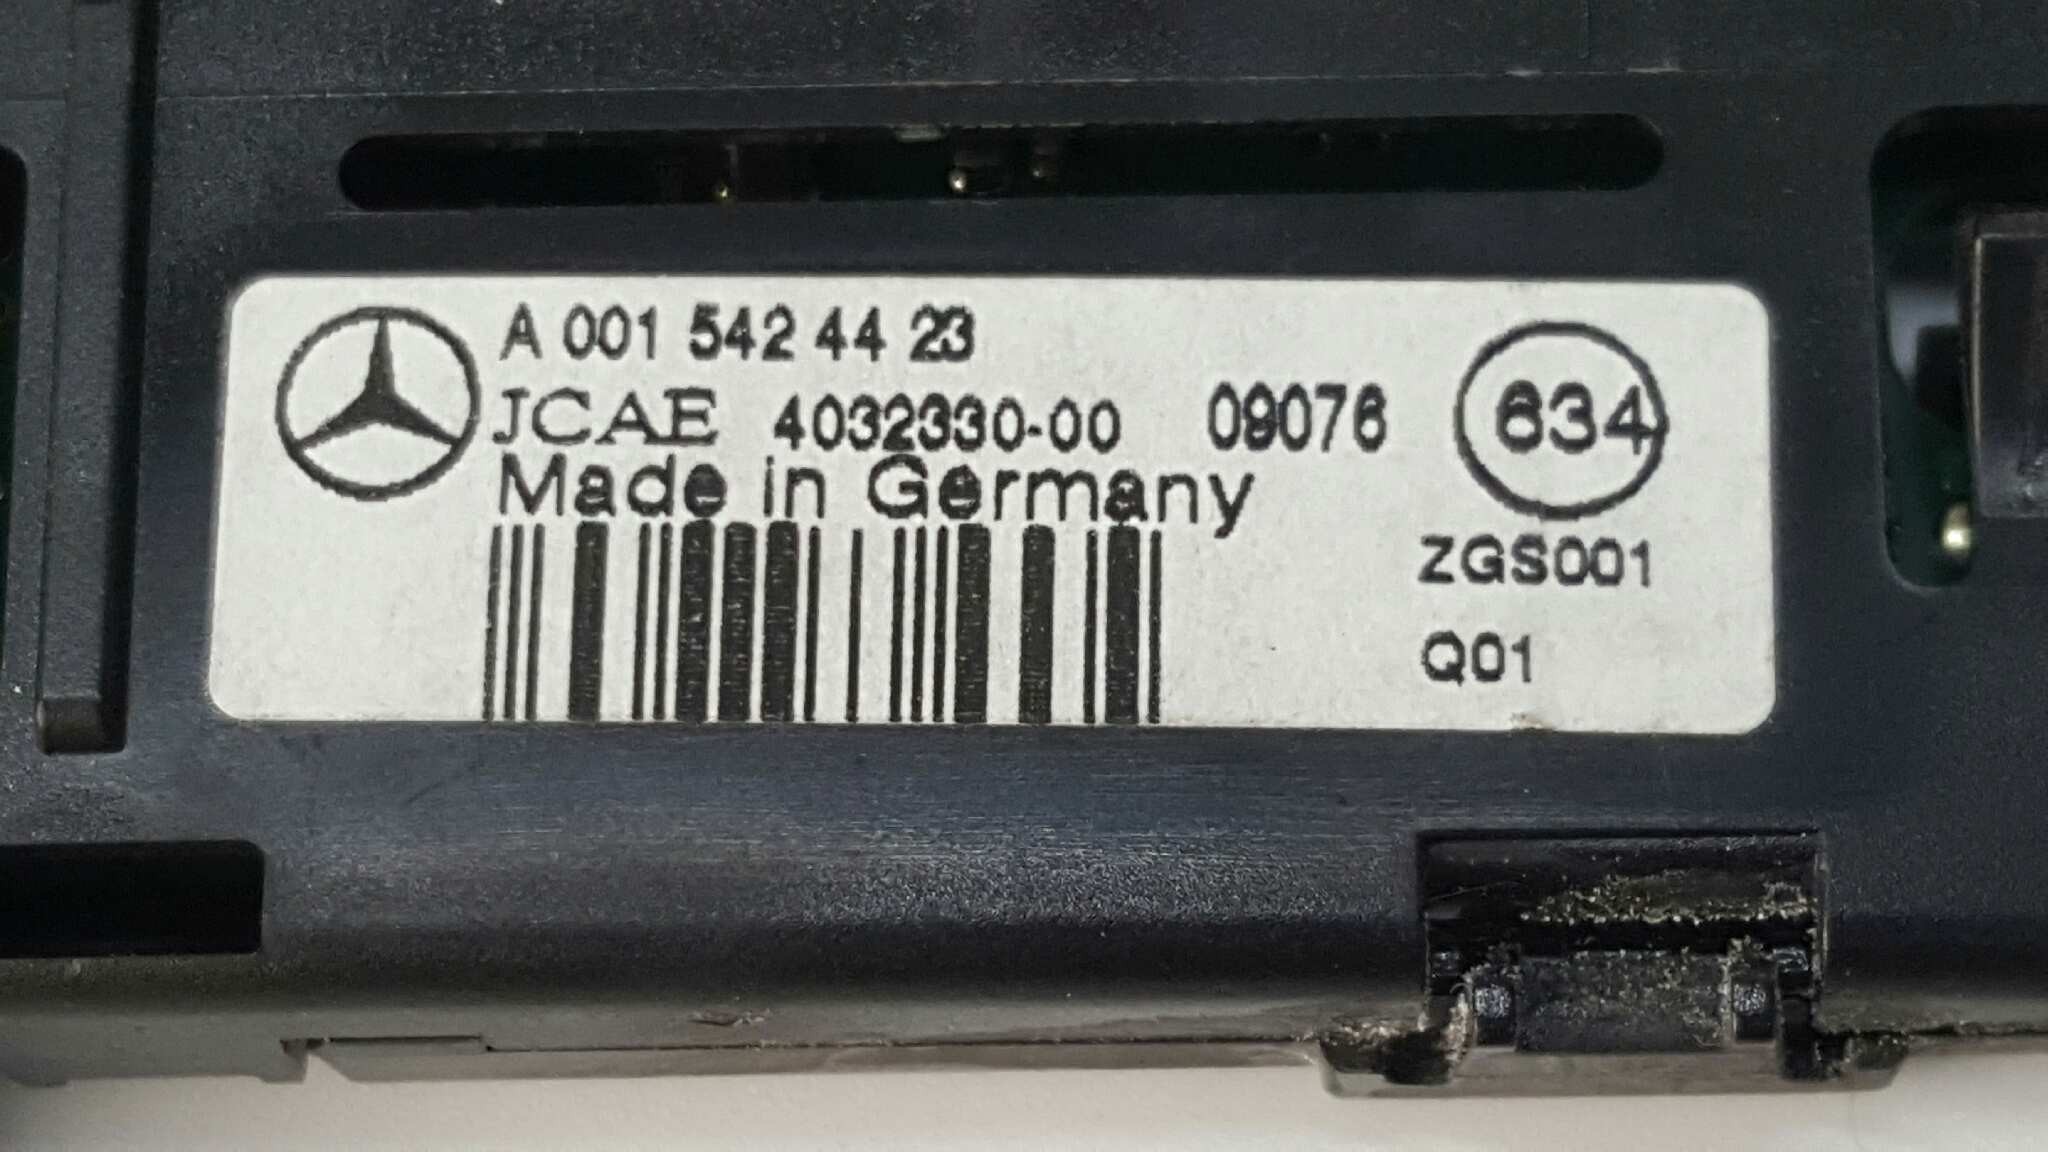 A 001 542 44 23
JCAE 4032330-00 09076 634
Made in Germany
ZGS001
Q01